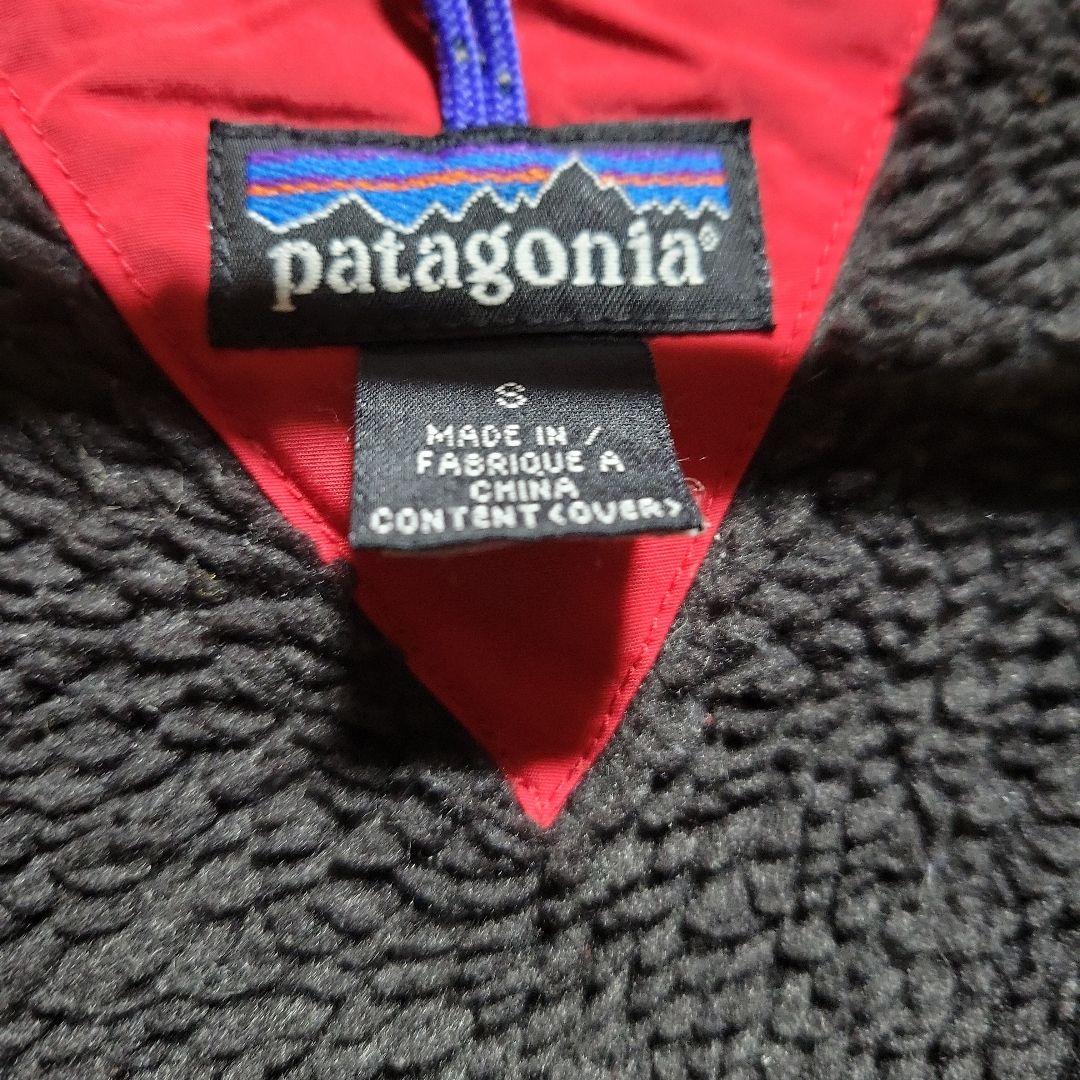 patagonia®
S
MADE IN /
FABRIQUE A
CHINA
CONTENT <OVER>